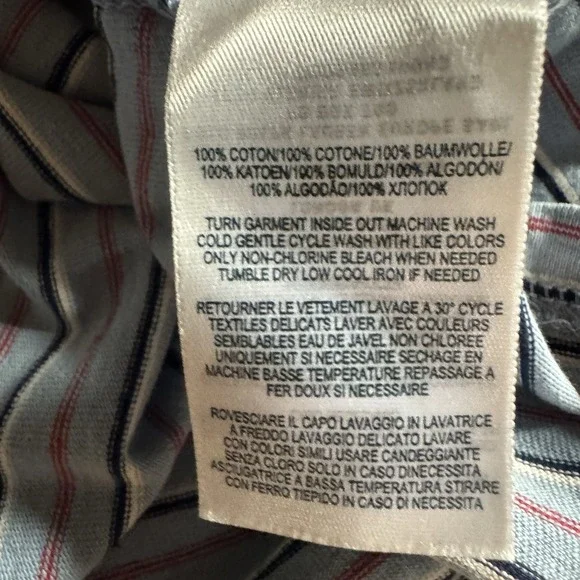 100% COTON/100% COTONE/100% BAUMWOLLE/
100% KATOEN/100% BOMULD/100% ALGODÓN/
100% ALGODÃO/100% ХЛОПОК
TURN GARMENT INSIDE OUT MACHINE WASH
COLD GENTLE CYCLE WASH WITH LIKE COLORS
ONLY NON-CHLORINE BLEACH WHEN NEEDED
TUMBLE DRY LOW COOL IRON IF NEEDED
RETOURNER LE VETEMENT LAVAGE A 30° CYCLE
TEXTILES DELICATS LAVER AVEC COULEURS
SEMBLABLES EAU DE JAVEL NON CHLOREE
UNIQUEMENT SI NECESSAIRE SECHAGE EN
MACHINE BASSE TEMPERATURE REPASSAGE A
FER DOUX SI NECESSAIRE
ROVESCIARE IL CAPO LAVAGGIO IN LAVATRICE
A FREDDO LAVAGGIO DELICATO LAVARE
CON COLORI SIMILI USARE CANDEGGIANTE
SENZA CLORO SOLO IN CASO DINECESSITA
ASCIUGATRICE A BASSA TEMPERATURA STIRARE
CON FERRO TIEPIDO IN CASO DI NECESSITA